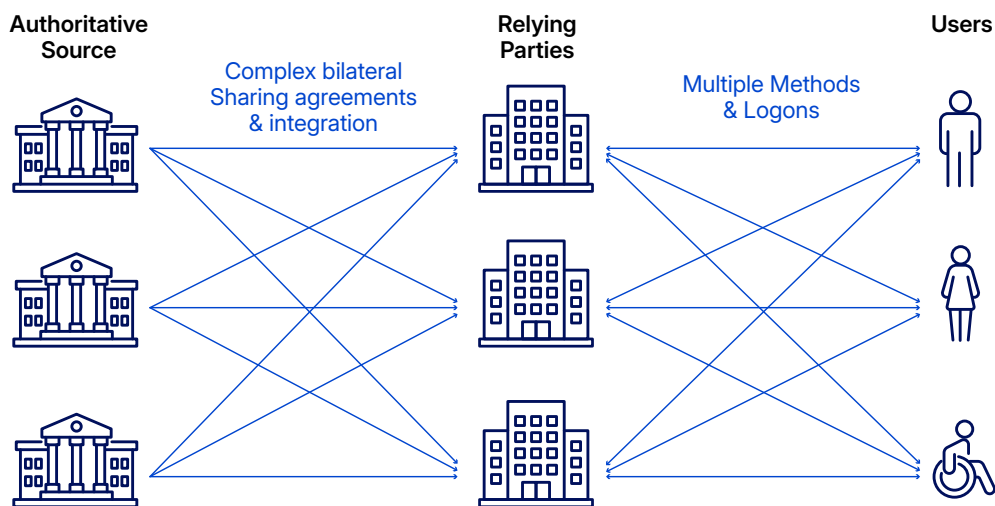 Authoritative
Source
Relying
Parties
Users
Complex bilateral
Sharing agreements
& integration
Multiple Methods
& Logons